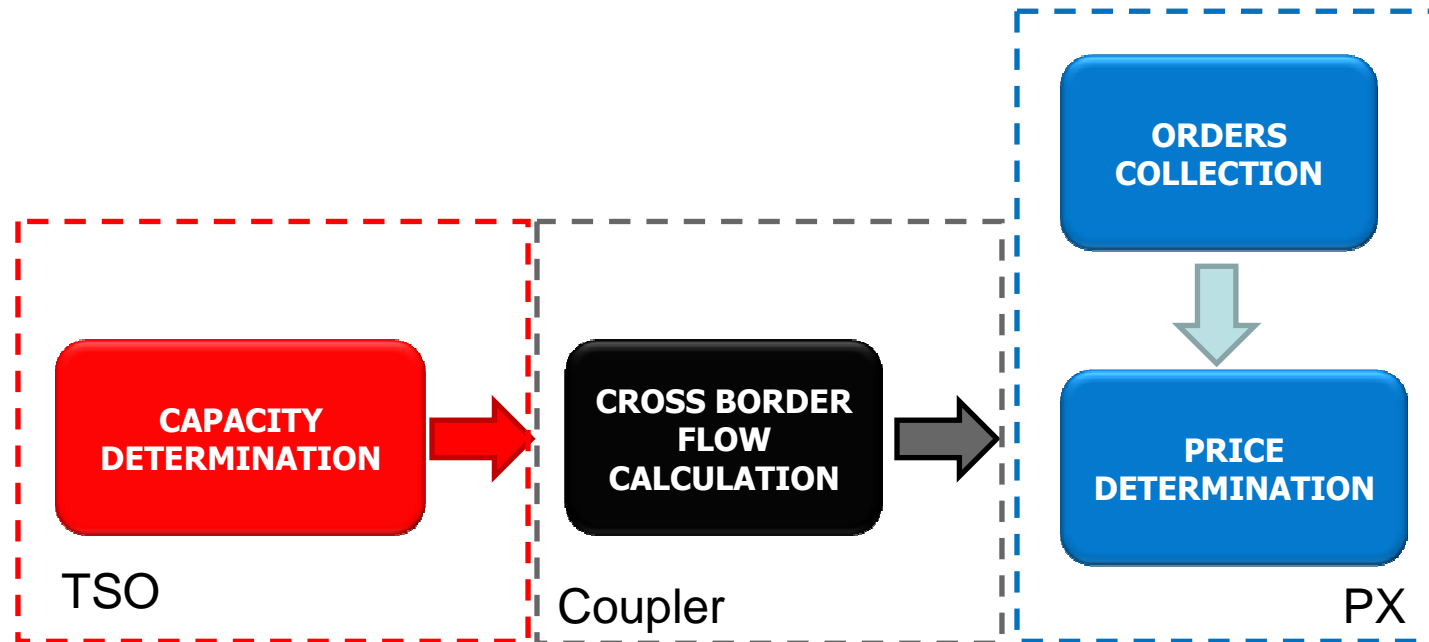 ORDERS
COLLECTION
CAPACITY
DETERMINATION
CROSS BORDER
FLOW
CALCULATION
PRICE
DETERMINATION
TSO
Coupler
PX